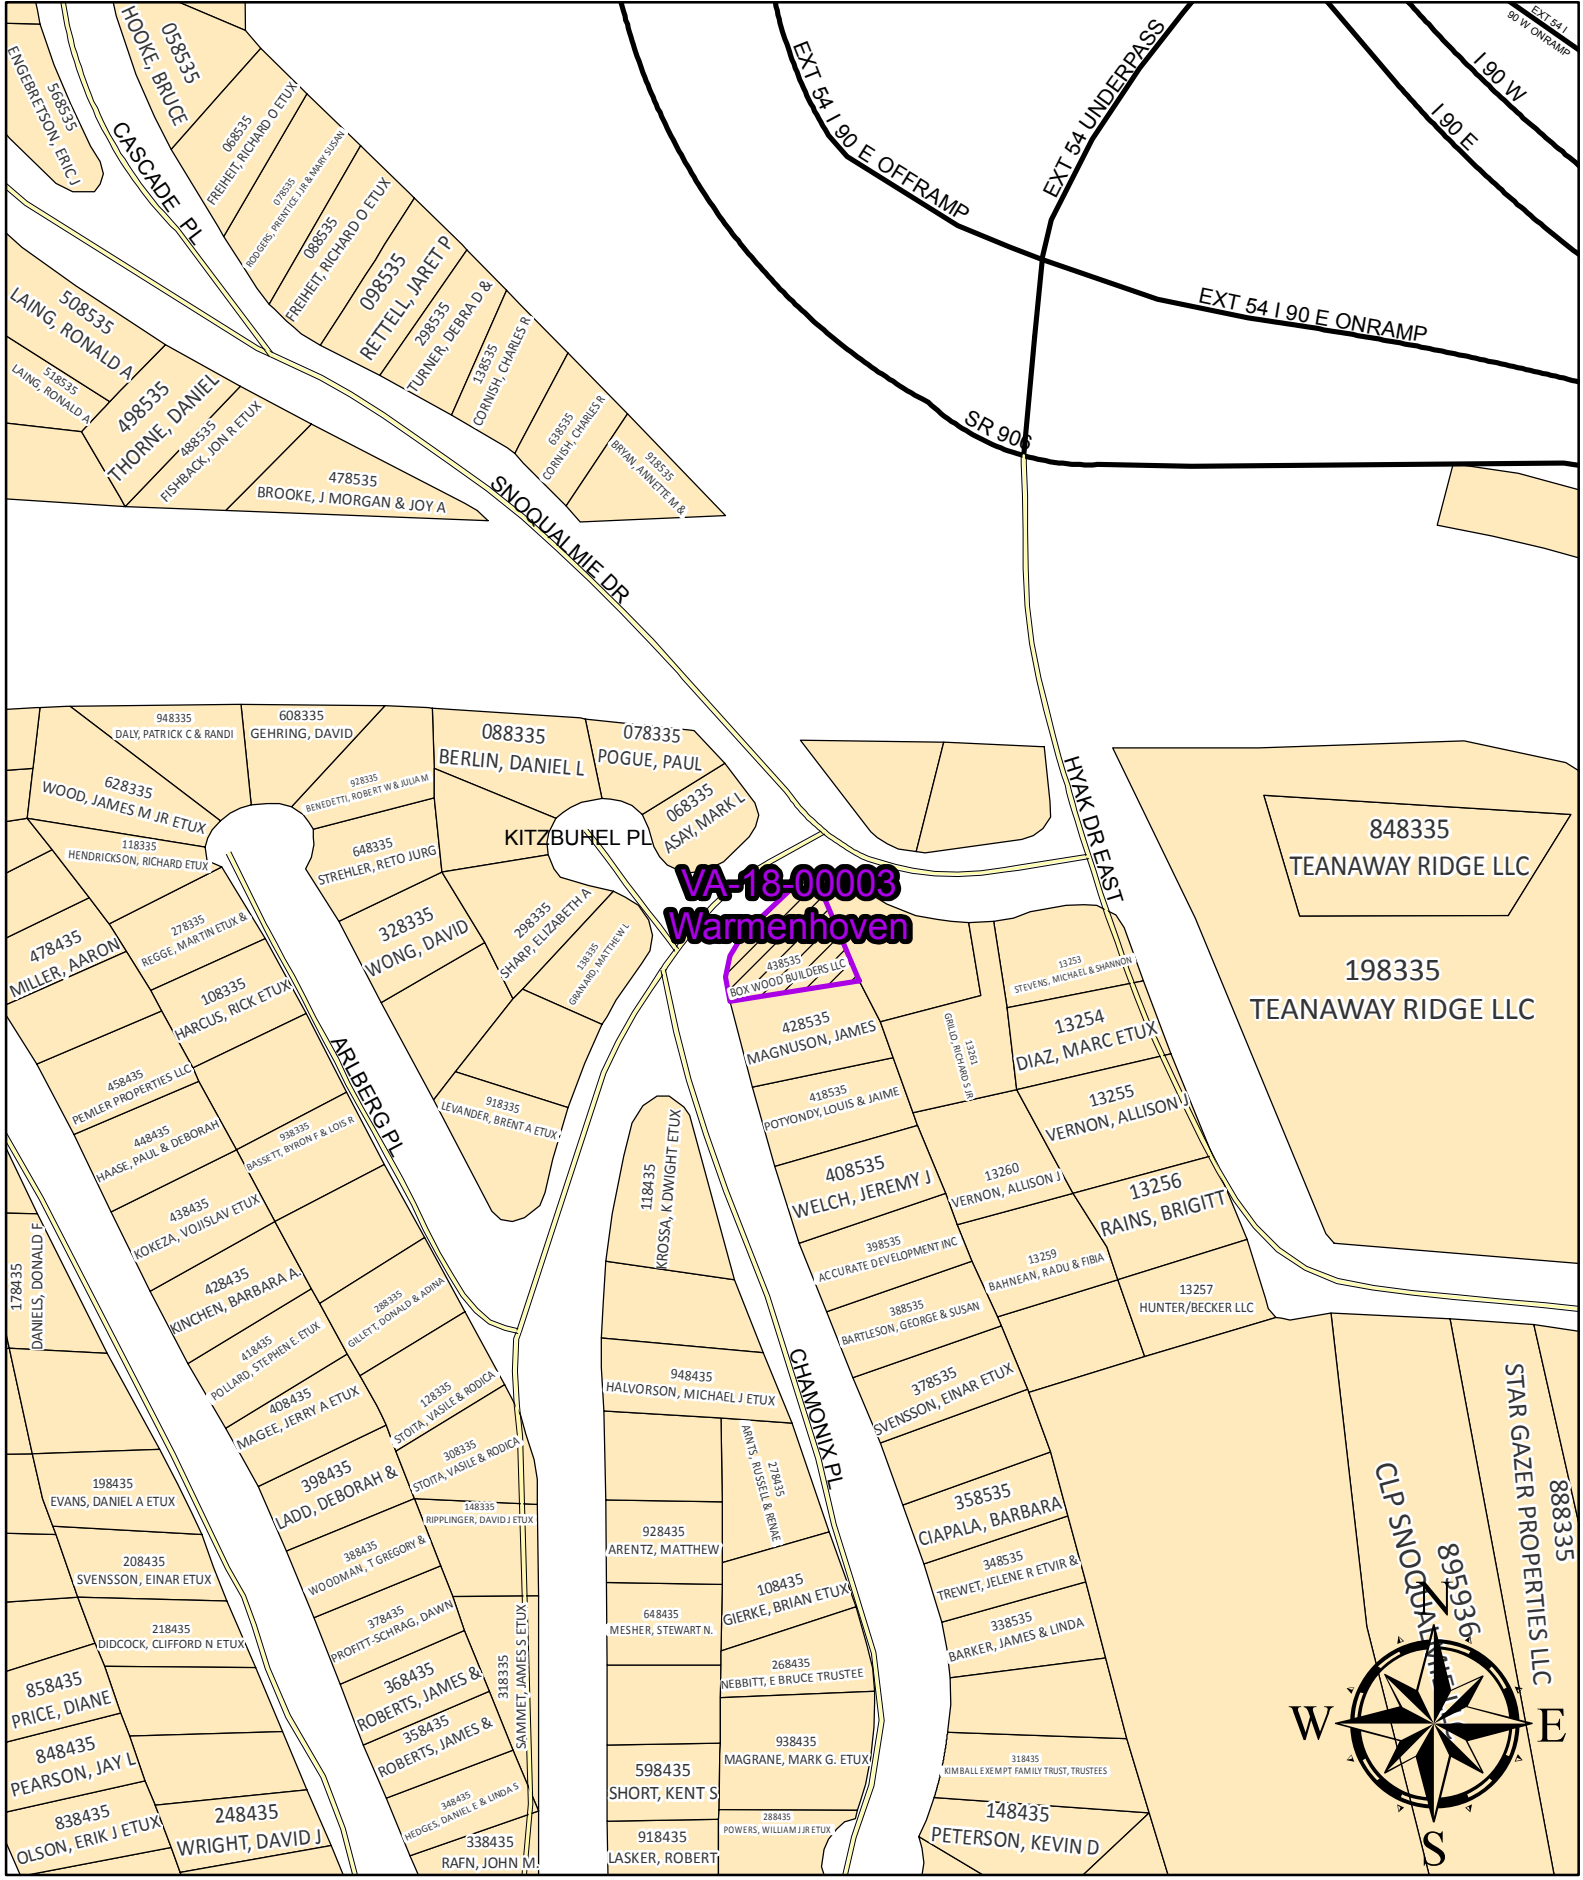 EXT 54 I
90 W ONRAMP
I 90 W
I 90 E
EXT 54 UNDERPASS
EXT 54 I 90 E OFFRAMP
EXT 54 I 90 E ONRAMP
SR 906
058535
HOOKE, BRUCE
568535
ENGEBRETSON, ERIC J
CASCADE PL
068535
FREIHEIT, RICHARD O ETUX
078535
RODGERS, PRENTICE J JR & MARY SUSAN
088535
FREIHEIT, RICHARD O ETUX
098535
RETTELL, JARET P
298535
TURNER, DEBRA D &
138535
CORNISH, CHARLES R
638535
CORNISH, CHARLES R
918535
BRYAN, ANNETTE M &
508535
LAING, RONALD A
518535
LAING, RONALD A
498535
THORNE, DANIEL
488535
FISHBACK, JON R ETUX
478535
BROOKE, J MORGAN & JOY A
SNOQUALMIE DR
948335
DALY, PATRICK C & RANDI
608335
GEHRING, DAVID
088335
BERLIN, DANIEL L
078335
POGUE, PAUL
628335
WOOD, JAMES M JR ETUX
928335
BENEDETTI, ROBERT W & JULIA M
068335
ASAY, MARK L
HYAK DR EAST
848335
TEANAWAY RIDGE LLC
118335
HENDRICKSON, RICHARD ETUX
648335
STREHLER, RETO JURG
KITZBUHEL PL
VA-18-00003
Warmenhoven
438535
BOX WOOD BUILDERS LLC
478435
MILLER, AARON
278335
REGGE, MARTIN ETUX &
328335
WONG, DAVID
298335
SHARP, ELIZABETH A
138335
GRANARD, MATTHEW L
13253
STEVENS, MICHAEL & SHANNON
198335
TEANAWAY RIDGE LLC
108335
HARCUS, RICK ETUX
428535
MAGNUSON, JAMES
13261
GRILLO, RICHARD S JR
13254
DIAZ, MARC ETUX
458435
PEMLER PROPERTIES LLC
ARLBERG PL
918335
LEVANDER, BRENT A ETUX
418535
POTYONDY, LOUIS & JAIME
13255
VERNON, ALLISON J
448435
HAASE, PAUL & DEBORAH
938335
BASSETT, BYRON F & LOIS R
118435
KROSSA, K DWIGHT ETUX
408535
WELCH, JEREMY J
13260
VERNON, ALLISON J
13256
RAINS, BRIGITT
438435
KOKEZA, VOJISLAV ETUX
398535
ACCURATE DEVELOPMENT INC
13259
BAHNEAN, RADU & FIBIA
13257
HUNTER/BECKER LLC
178435
DANIELS, DONALD F
428435
KINCHEN, BARBARA A.
288335
GILLETT, DONALD & ADINA
388535
BARTLESON, GEORGE & SUSAN
418435
POLLARD, STEPHEN E. ETUX
CHAMONIX PL
378535
SVENSSON, EINAR ETUX
948435
HALVORSON, MICHAEL J ETUX
408435
MAGEE, JERRY A ETUX
128335
STOITA, VASILE & RODICA
308335
STOITA, VASILE & RODICA
278435
ARNTS, RUSSELL & RENAE
STAR GAZER PROPERTIES LLC
888335
198435
EVANS, DANIEL A ETUX
398435
LADD, DEBORAH &
148335
RIPPLINGER, DAVID J ETUX
358535
CIAPALA, BARBARA
895936
928435
ARENTZ, MATTHEW
208435
SVENSSON, EINAR ETUX
388435
WOODMAN, T GREGORY &
348535
TREWET, JELENE R ETVIR &
108435
GIERKE, BRIAN ETUX
218435
DIDCOCK, CLIFFORD N ETUX
378435
PROFITT-SCHRAG, DAWN
648435
MESHER, STEWART N.
338535
BARKER, JAMES & LINDA
CLP SNOQUALMIE LLC
858435
PRICE, DIANE
368435
ROBERTS, JAMES &
318335
SAMMET, JAMES S ETUX
268435
NEBBITT, E BRUCE TRUSTEE
358435
ROBERTS, JAMES &
848435
PEARSON, JAY L
938435
MAGRANE, MARK G. ETUX
318435
KIMBALL EXEMPT FAMILY TRUST, TRUSTEES
598435
SHORT, KENT S
348435
HEDGES, DANIEL E & LINDA S
838435
OLSON, ERIK J ETUX
248435
WRIGHT, DAVID J
338435
RAFN, JOHN M.
918435
LASKER, ROBERT
288435
POWERS, WILLIAM J JR ETUX
148435
PETERSON, KEVIN D
N
W
E
S